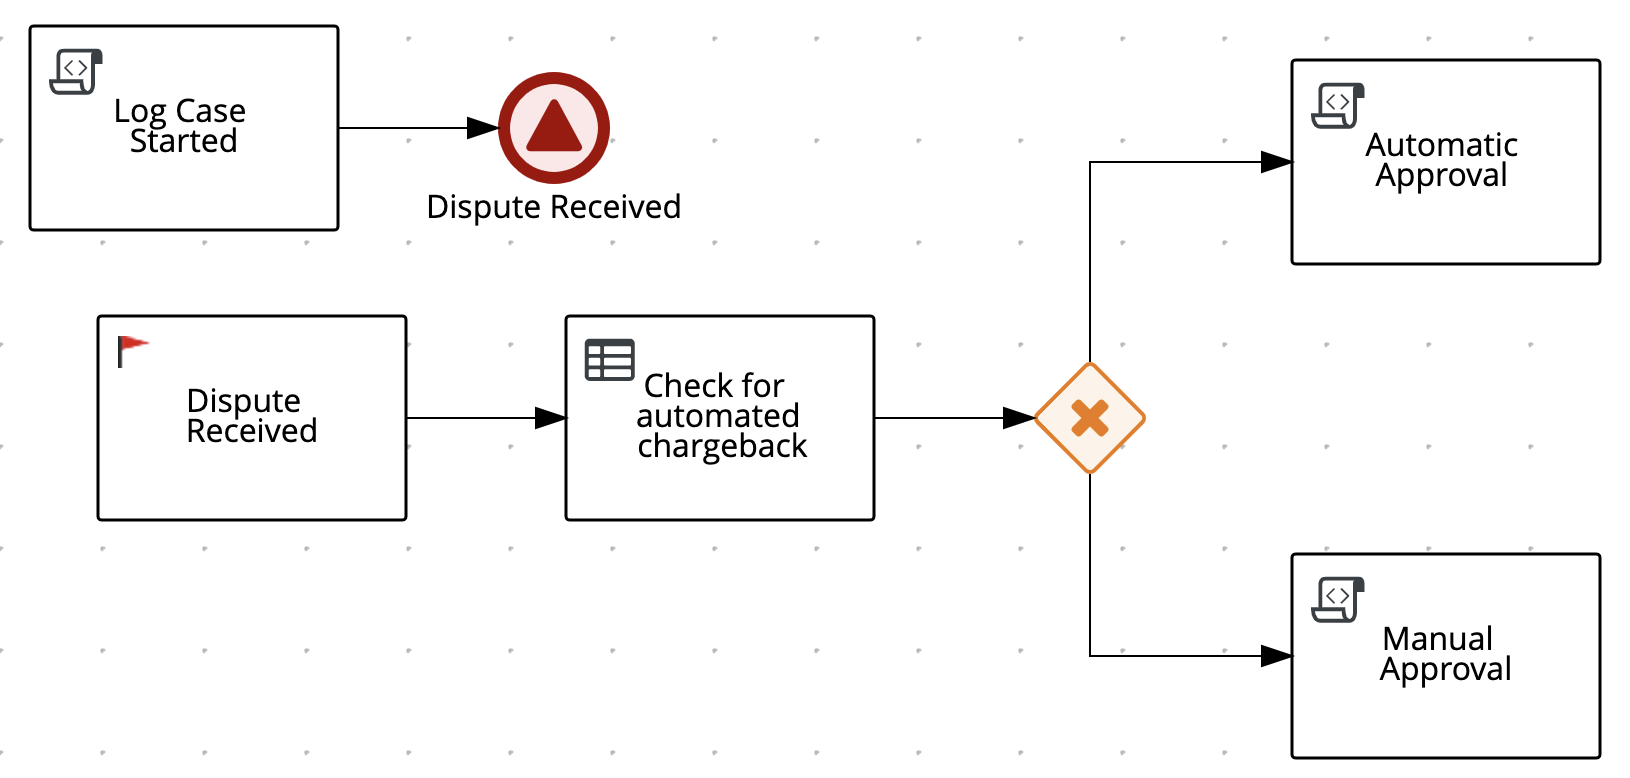 Log Case
Started
Dispute Received
Automatic
Approval
Dispute
Received
Check for
automated
chargeback
Manual
Approval